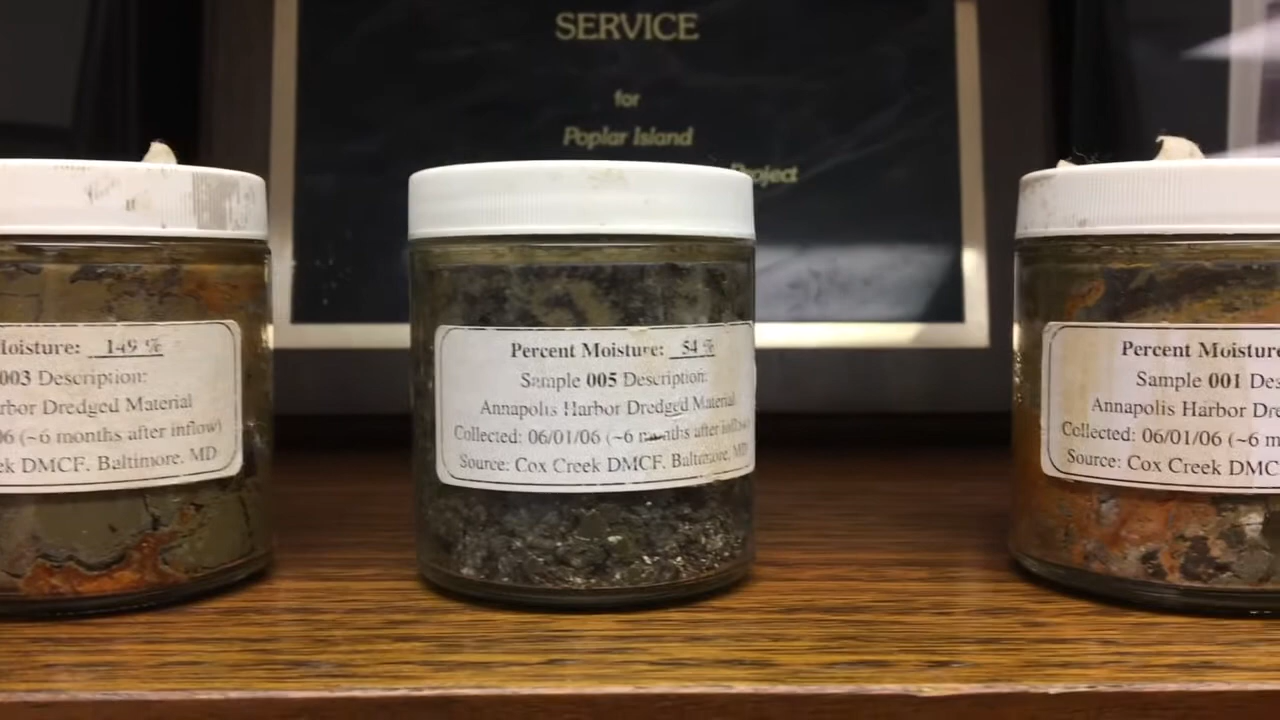 SERVICE
for
Poplar Island
Project
Moisture: 149 %
003 Description:
rbor Dredged Material
06 (~6 months after inflow)
ek DMCF, Baltimore, MD
Percent Moisture: 54 %
Sample 005 Description:
Annapolis Harbor Dredged Material
Collected: 06/01/06 (~6 months after inflow)
Source: Cox Creek DMCF, Baltimore, MD
Percent Moisture
Sample 001 Des
Annapolis Harbor Dre
Collected: 06/01/06 (~6 m
Source: Cox Creek DMC